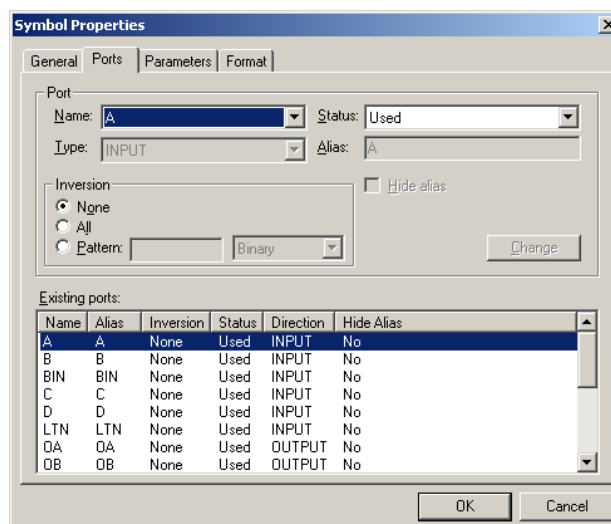 Symbol Properties
General Ports Parameters Format
Port
Name: A Status: Used
Type: INPUT Alias: A
Inversion Hide alias
None
All
Pattern: Binary Change
Existing ports:
Name Alias Inversion Status Direction Hide Alias
A A None Used INPUT No
B B None Used INPUT No
BIN BIN None Used INPUT No
C C None Used INPUT No
D D None Used INPUT No
LTN LTN None Used INPUT No
OA OA None Used OUTPUT No
OB OB None Used OUTPUT No
OK Cancel